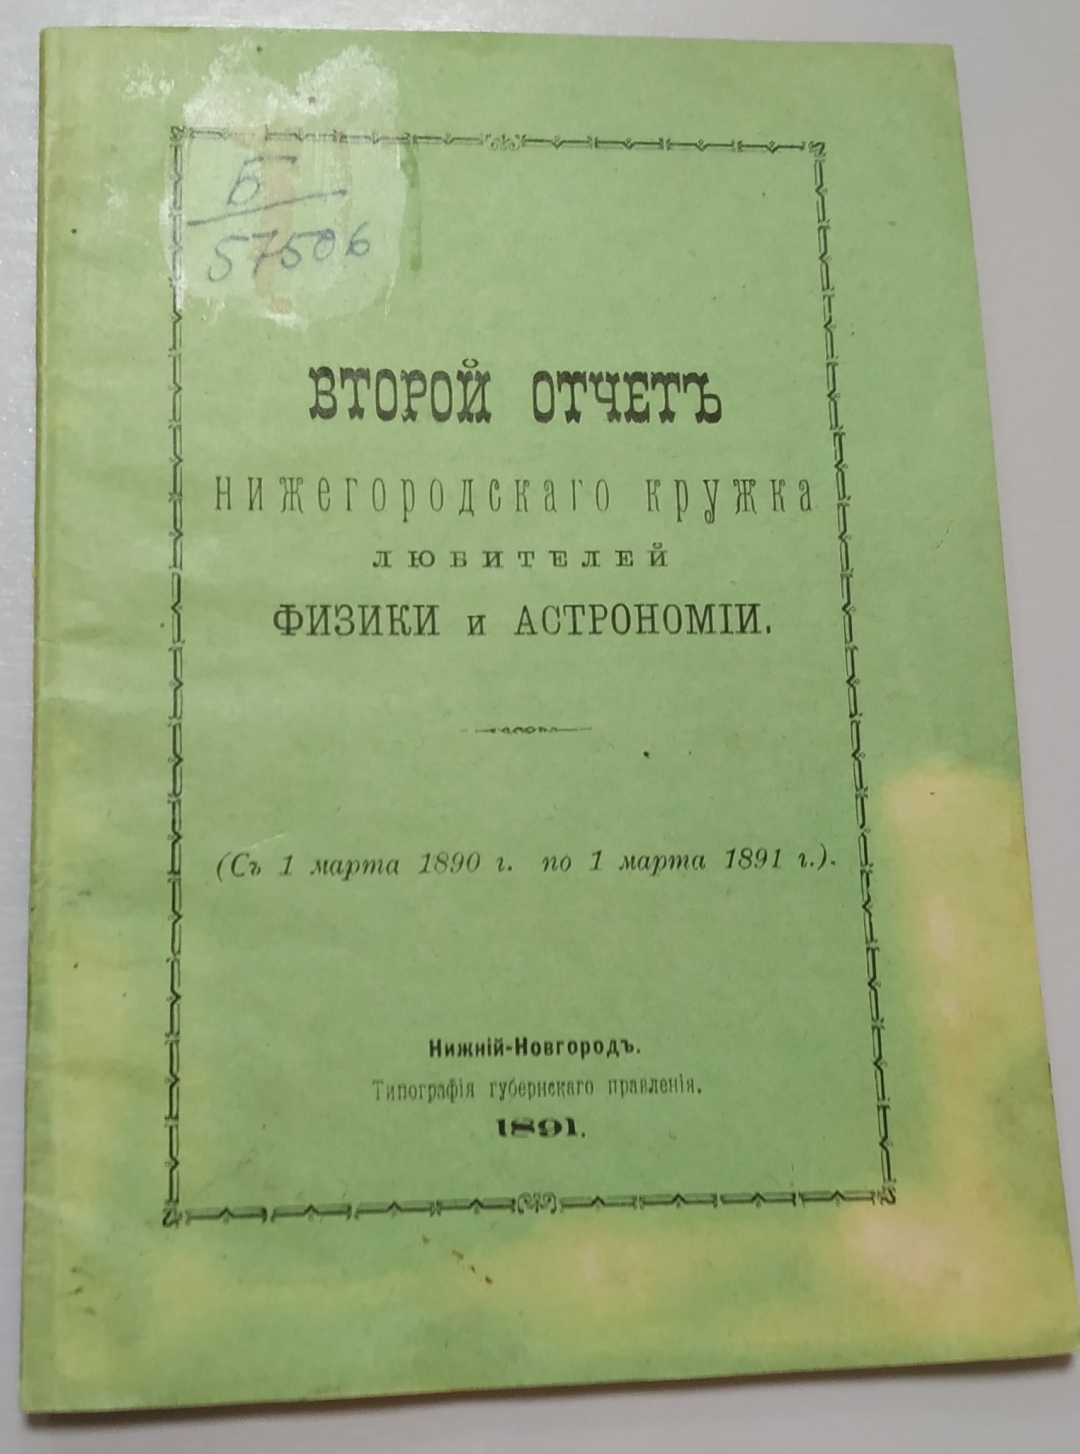 Б
57506
ВТОРОЙ ОТЧЕТЪ
НИЖЕГОРОДСКАГО КРУЖКА
ЛЮБИТЕЛЕЙ
ФИЗИКИ и АСТРОНОМІИ.
(Съ 1 марта 1890 г. по 1 марта 1891 г.).
Нижній-Новгородъ.
Типографія губернскаго правленія.
1891.